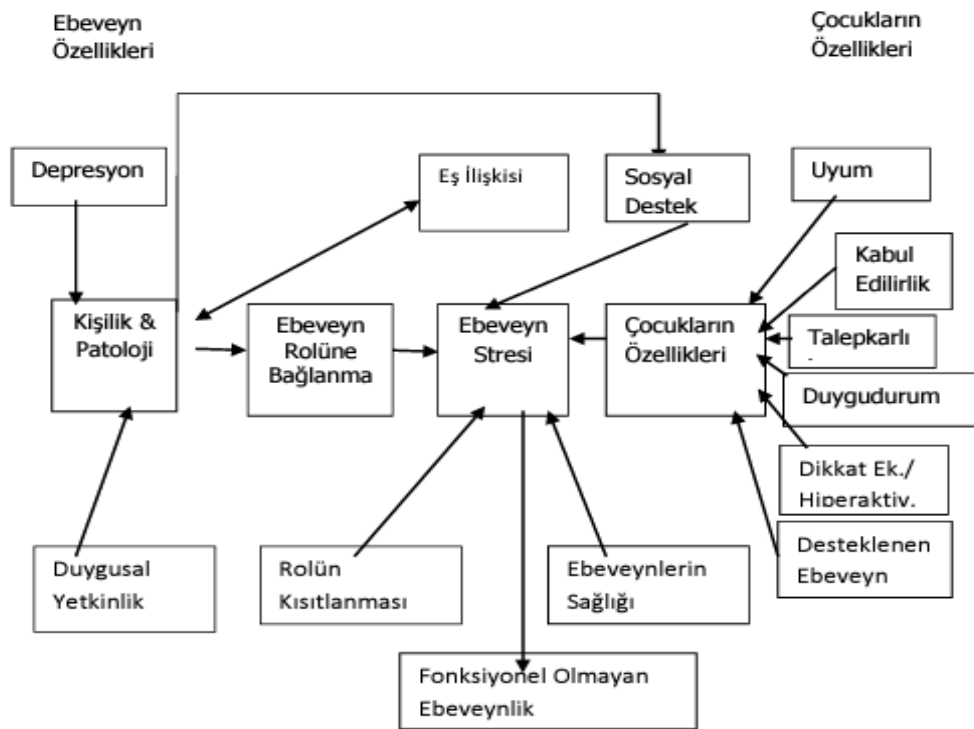 Ebeveyn
Özellikleri
Çocukların
Özellikleri
Depresyon
Eş İlişkisi
Sosyal
Destek
Uyum
Kabul
Edilirlik
Kişilik &
Patoloji
Ebeveyn
Rolüne
Bağlanma
Ebeveyn
Stresi
Çocukların
Özellikleri
Talepkarlı
Duygudurum
Dikkat Ek./
Hiperaktiv.
Desteklenen
Ebeveyn
Duygusal
Yetkinlik
Rolün
Kısıtlanması
Ebeveynlerin
Sağlığı
Fonksiyonel Olmayan
Ebeveynlik